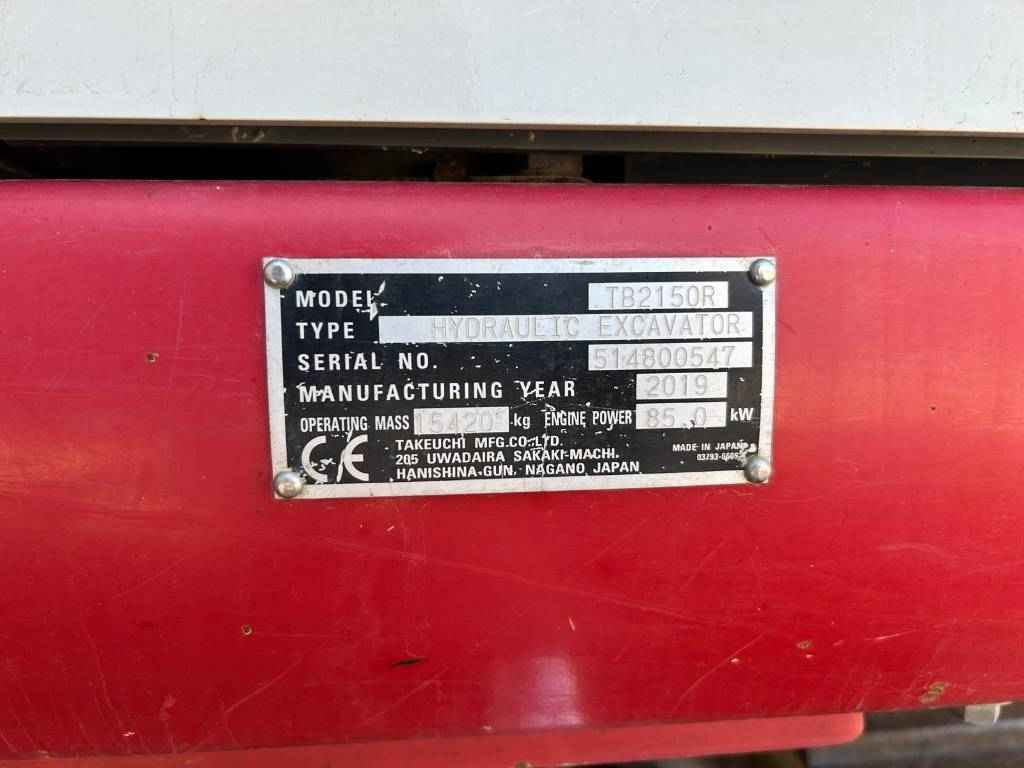 MODEL TB2150R
TYPE HYDRAULIC EXCAVATOR
SERIAL NO. 514800547
MANUFACTURING YEAR 2019
OPERATING MASS 15420 kg ENGINE POWER 85.0 kW
CE TAKEUCHI MFG.CO.,LTD.
205 UWADAIRA SAKAKI-MACHI,
HANISHINA-GUN, NAGANO, JAPAN
MADE IN JAPAN